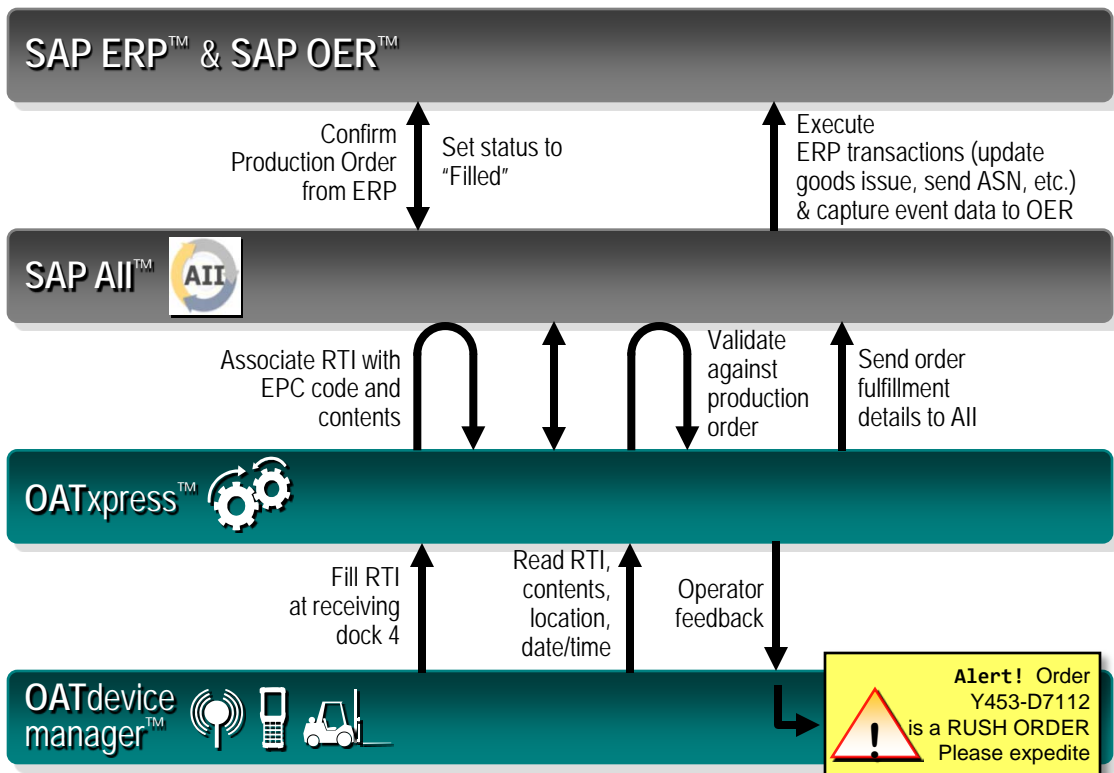 SAP ERP™ & SAP OER™
Confirm
Production Order
from ERP
Set status to
“Filled”
Execute
ERP transactions (update
goods issue, send ASN, etc.)
& capture event data to OER
SAP AII™
AII
Associate RTI with
EPC code and
contents
Validate
against
production
order
Send order
fulfillment
details to AII
OATxpress™
Fill RTI
at receiving
dock 4
Read RTI,
contents,
location,
date/time
Operator
feedback
OATdevice
manager™
Alert! Order
Y453-D7112
is a RUSH ORDER
Please expedite
!